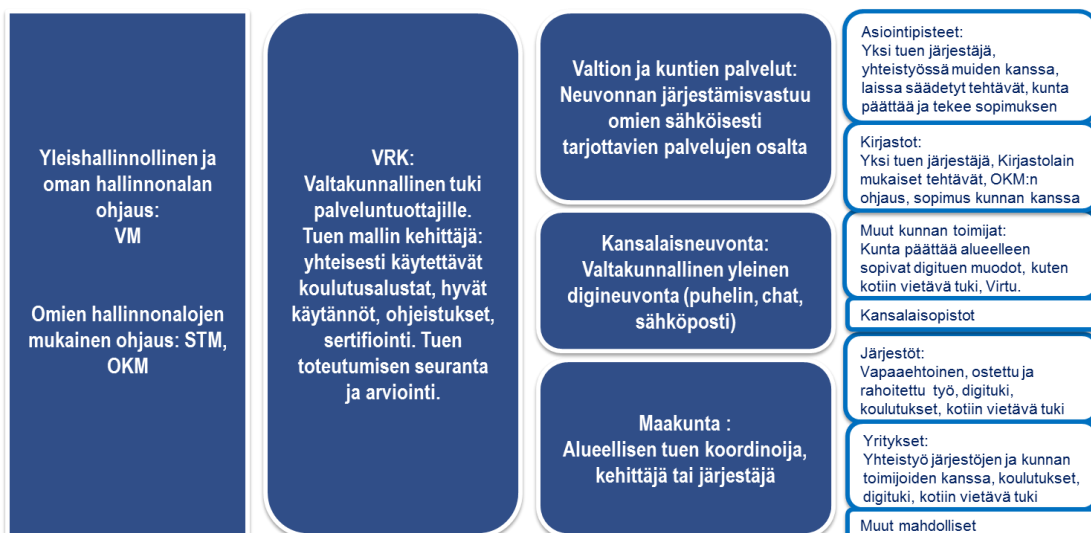 Yleishallinnollinen ja
oman hallinnonalan
ohjaus:
VM
Omien hallinnonalojen
mukainen ohjaus: STM,
OKM
VRK:
Valtakunnallinen tuki
palveluntuottajille.
Tuen mallin kehittäjä:
yhteisesti käytettävät
koulutusalustat, hyvät
käytännöt, ohjeistukset,
sertifiointi. Tuen
toteutumisen seuranta
ja arviointi.
Valtion ja kuntien palvelut:
Neuvonnan järjestämisvastuu
omien sähköisesti
tarjottavien palvelujen osalta
Kansalaisneuvonta:
Valtakunnallinen yleinen
digineuvonta (puhelin, chat,
sähköposti)
Maakunta :
Alueellisen tuen koordinoija,
kehittäjä tai järjestäjä
Asiointipisteet:
Yksi tuen järjestäjä,
yhteistyössä muiden kanssa,
laissa säädetyt tehtävät, kunta
päättää ja tekee sopimuksen
Kirjastot:
Yksi tuen järjestäjä, Kirjastolain
mukaiset tehtävät, OKM:n
ohjaus, sopimus kunnan kanssa
Muut kunnan toimijat:
Kunta päättää alueelleen
sopivat digituen muodot, kuten
kotiin vietävä tuki, Virtu.
Kansalaisopistot
Järjestöt:
Vapaaehtoinen, ostettu ja
rahoitettu työ, digituki,
koulutukset, kotiin vietävä tuki
Yritykset:
Yhteistyö järjestöjen ja kunnan
toimijoiden kanssa, koulutukset,
digituki, kotiin vietävä tuki
Muut mahdolliset